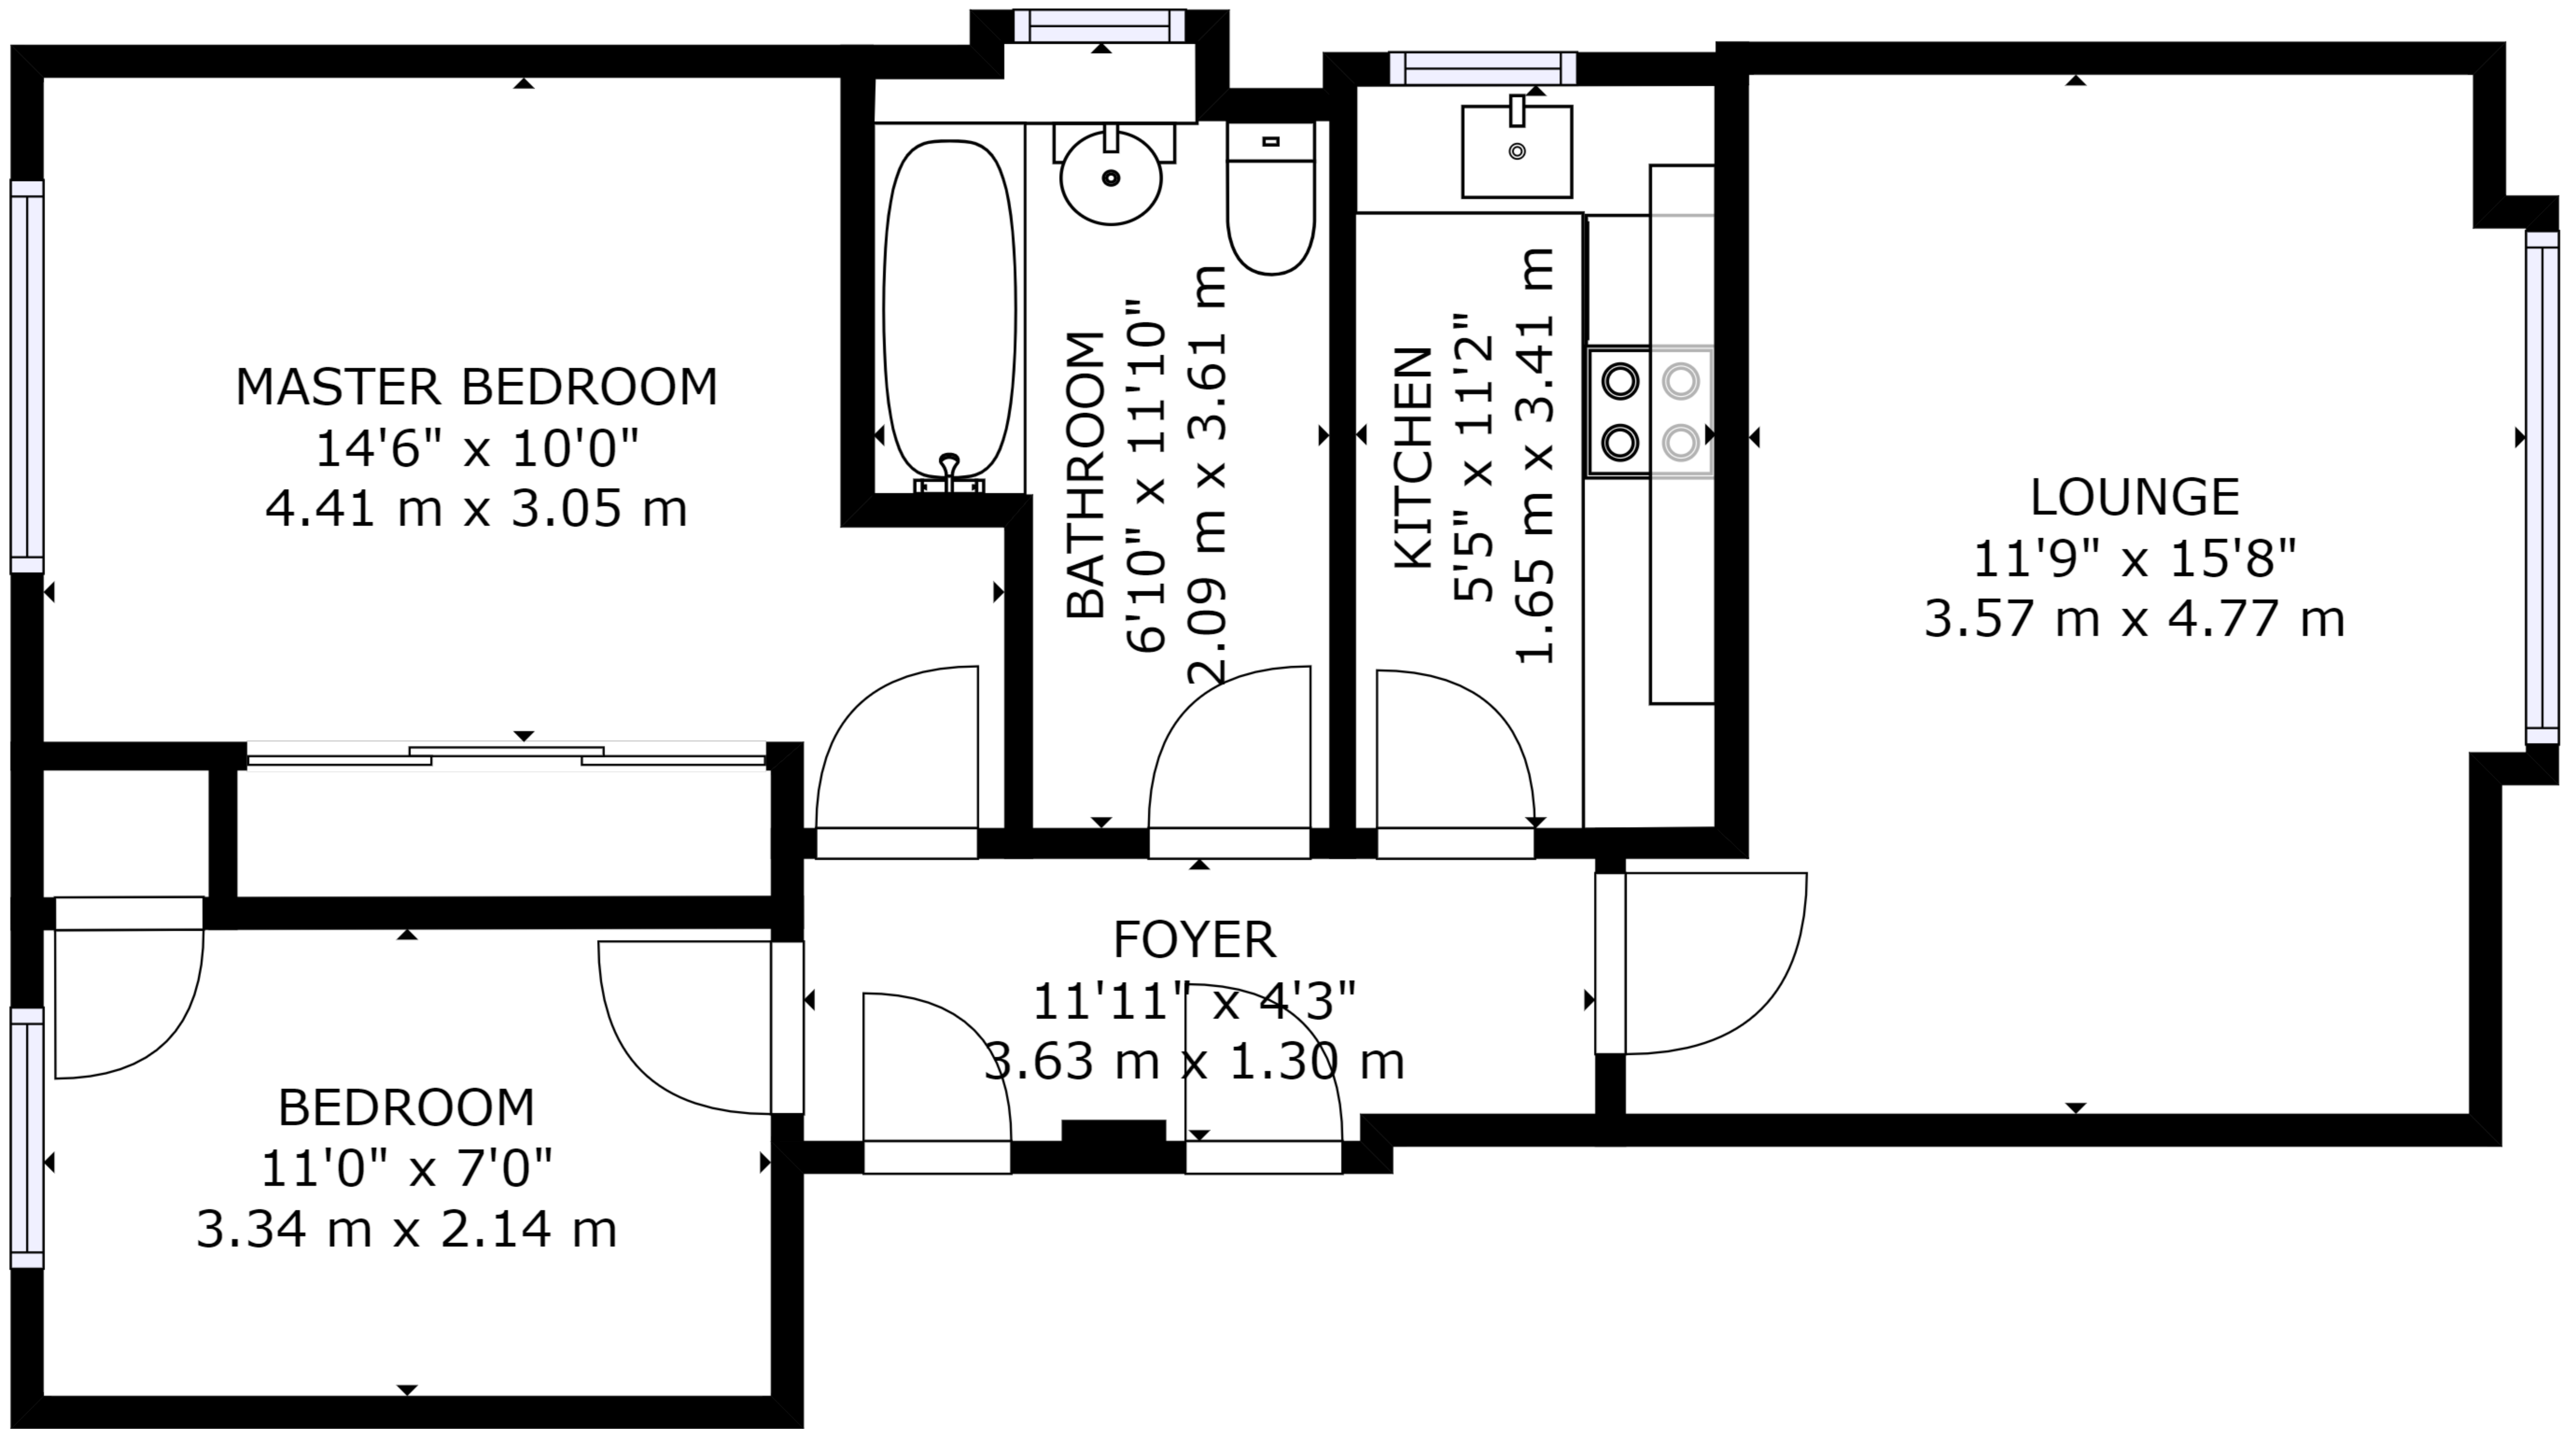 MASTER BEDROOM
14'6" x 10'0"
4.41 m x 3.05 m
BATHROOM
6'10" x 11'10"
2.09 m x 3.61 m
KITCHEN
5'5" x 11'2"
1.65 m x 3.41 m
LOUNGE
11'9" x 15'8"
3.57 m x 4.77 m
FOYER
11'11" x 4'3"
3.63 m x 1.30 m
BEDROOM
11'0" x 7'0"
3.34 m x 2.14 m